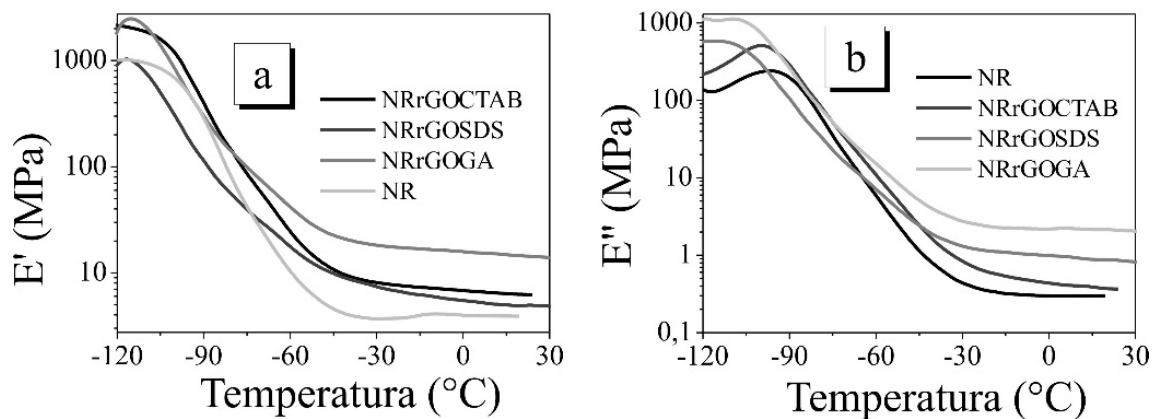 a
NRrGOCTAB
NRrGOSDS
NRrGOGA
NR
E' (MPa)
1000
100
10
-120 -90 -60 -30 0 30
Temperatura (°C)
b
NR
NRrGOCTAB
NRrGOSDS
NRrGOGA
E" (MPa)
1000
100
10
1
0,1
-120 -90 -60 -30 0 30
Temperatura (°C)